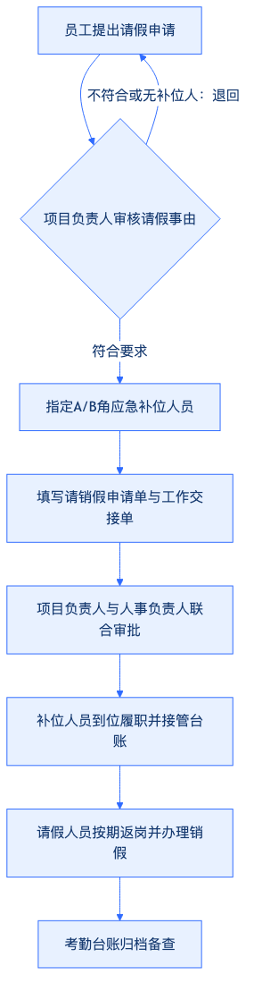 员工提出请假申请
不符合或无补位人：退回
项目负责人审核请假事由
符合要求
指定A/B角应急补位人员
填写请销假申请单与工作交
接单
项目负责人与人事负责人联
合审批
补位人员到位履职并接管台
账
请假人员按期返岗并办理销
假
考勤台账归档备查